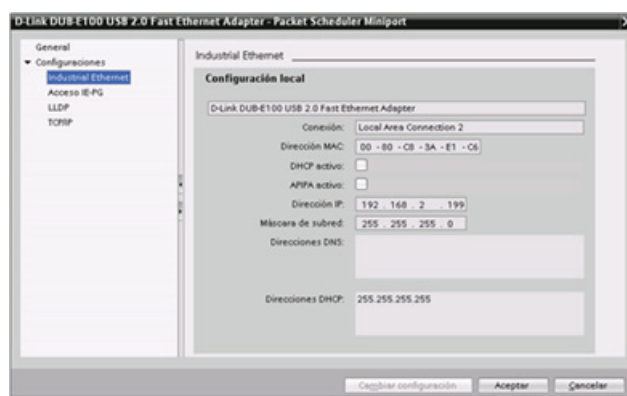 D-Link DUB-E100 USB 2.0 Fast Ethernet Adapter - Packet Scheduler Miniport
General
Configuraciones
Industrial Ethernet
Acceso IE-PG
LLDP
TCP/IP
Industrial Ethernet
Configuración local
D-Link DUB-E100 USB 2.0 Fast Ethernet Adapter
Conexión: Local Area Connection 2
Dirección MAC: 00 - 80 - C8 - 3A - E1 - C6
DHCP activo:
APIPA activo:
Dirección IP: 192 . 168 . 2 . 199
Máscara de subred: 255 . 255 . 255 . 0
Direcciones DNS:
Direcciones DHCP: 255.255.255.255
Cambiar configuración Aceptar Cancelar